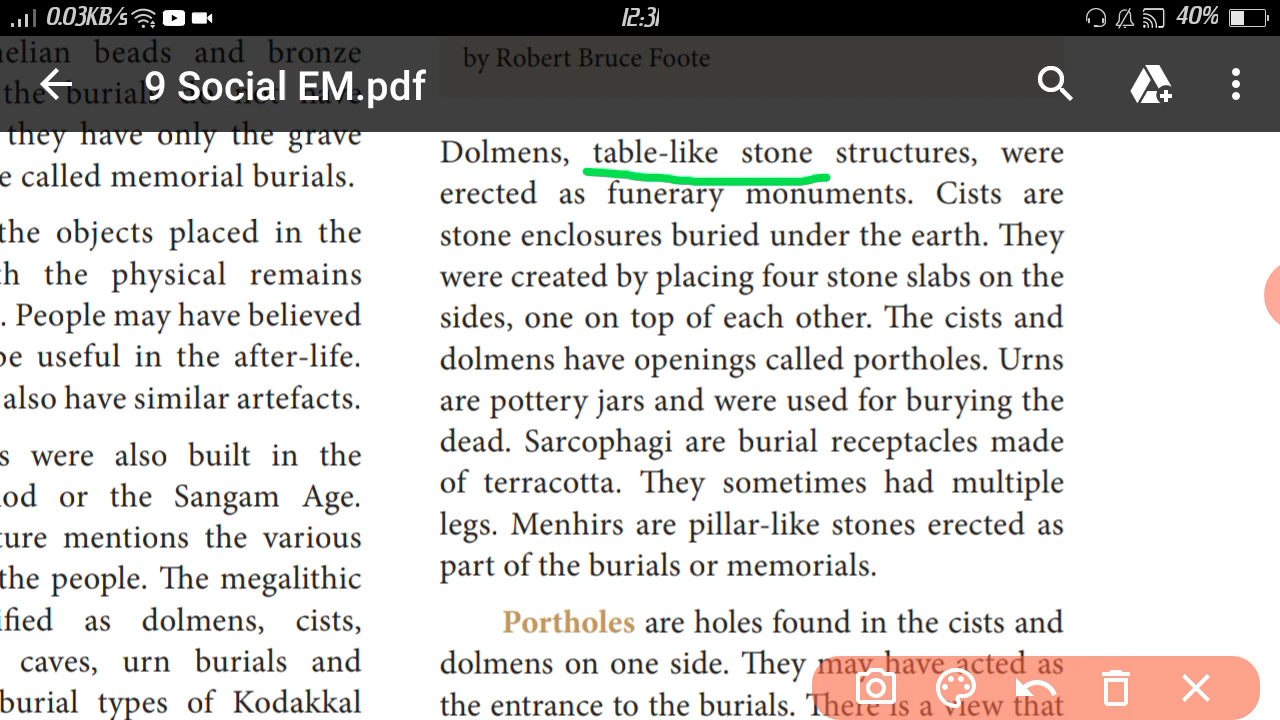 0.03KB/s
12:31
40%
9 Social EM.pdf
elian beads and bronze
the burials do not have
they have only the grave
e called memorial burials.
the objects placed in the
h the physical remains
. People may have believed
be useful in the after-life.
also have similar artefacts.
s were also built in the
od or the Sangam Age.
ture mentions the various
the people. The megalithic
ified as dolmens, cists,
caves, urn burials and
burial types of Kodakkal
by Robert Bruce Foote
Dolmens, table-like stone structures, were
erected as funerary monuments. Cists are
stone enclosures buried under the earth. They
were created by placing four stone slabs on the
sides, one on top of each other. The cists and
dolmens have openings called portholes. Urns
are pottery jars and were used for burying the
dead. Sarcophagi are burial receptacles made
of terracotta. They sometimes had multiple
legs. Menhirs are pillar-like stones erected as
part of the burials or memorials.
Portholes are holes found in the cists and
dolmens on one side. They may have acted as
the entrance to the burials. There is a view that